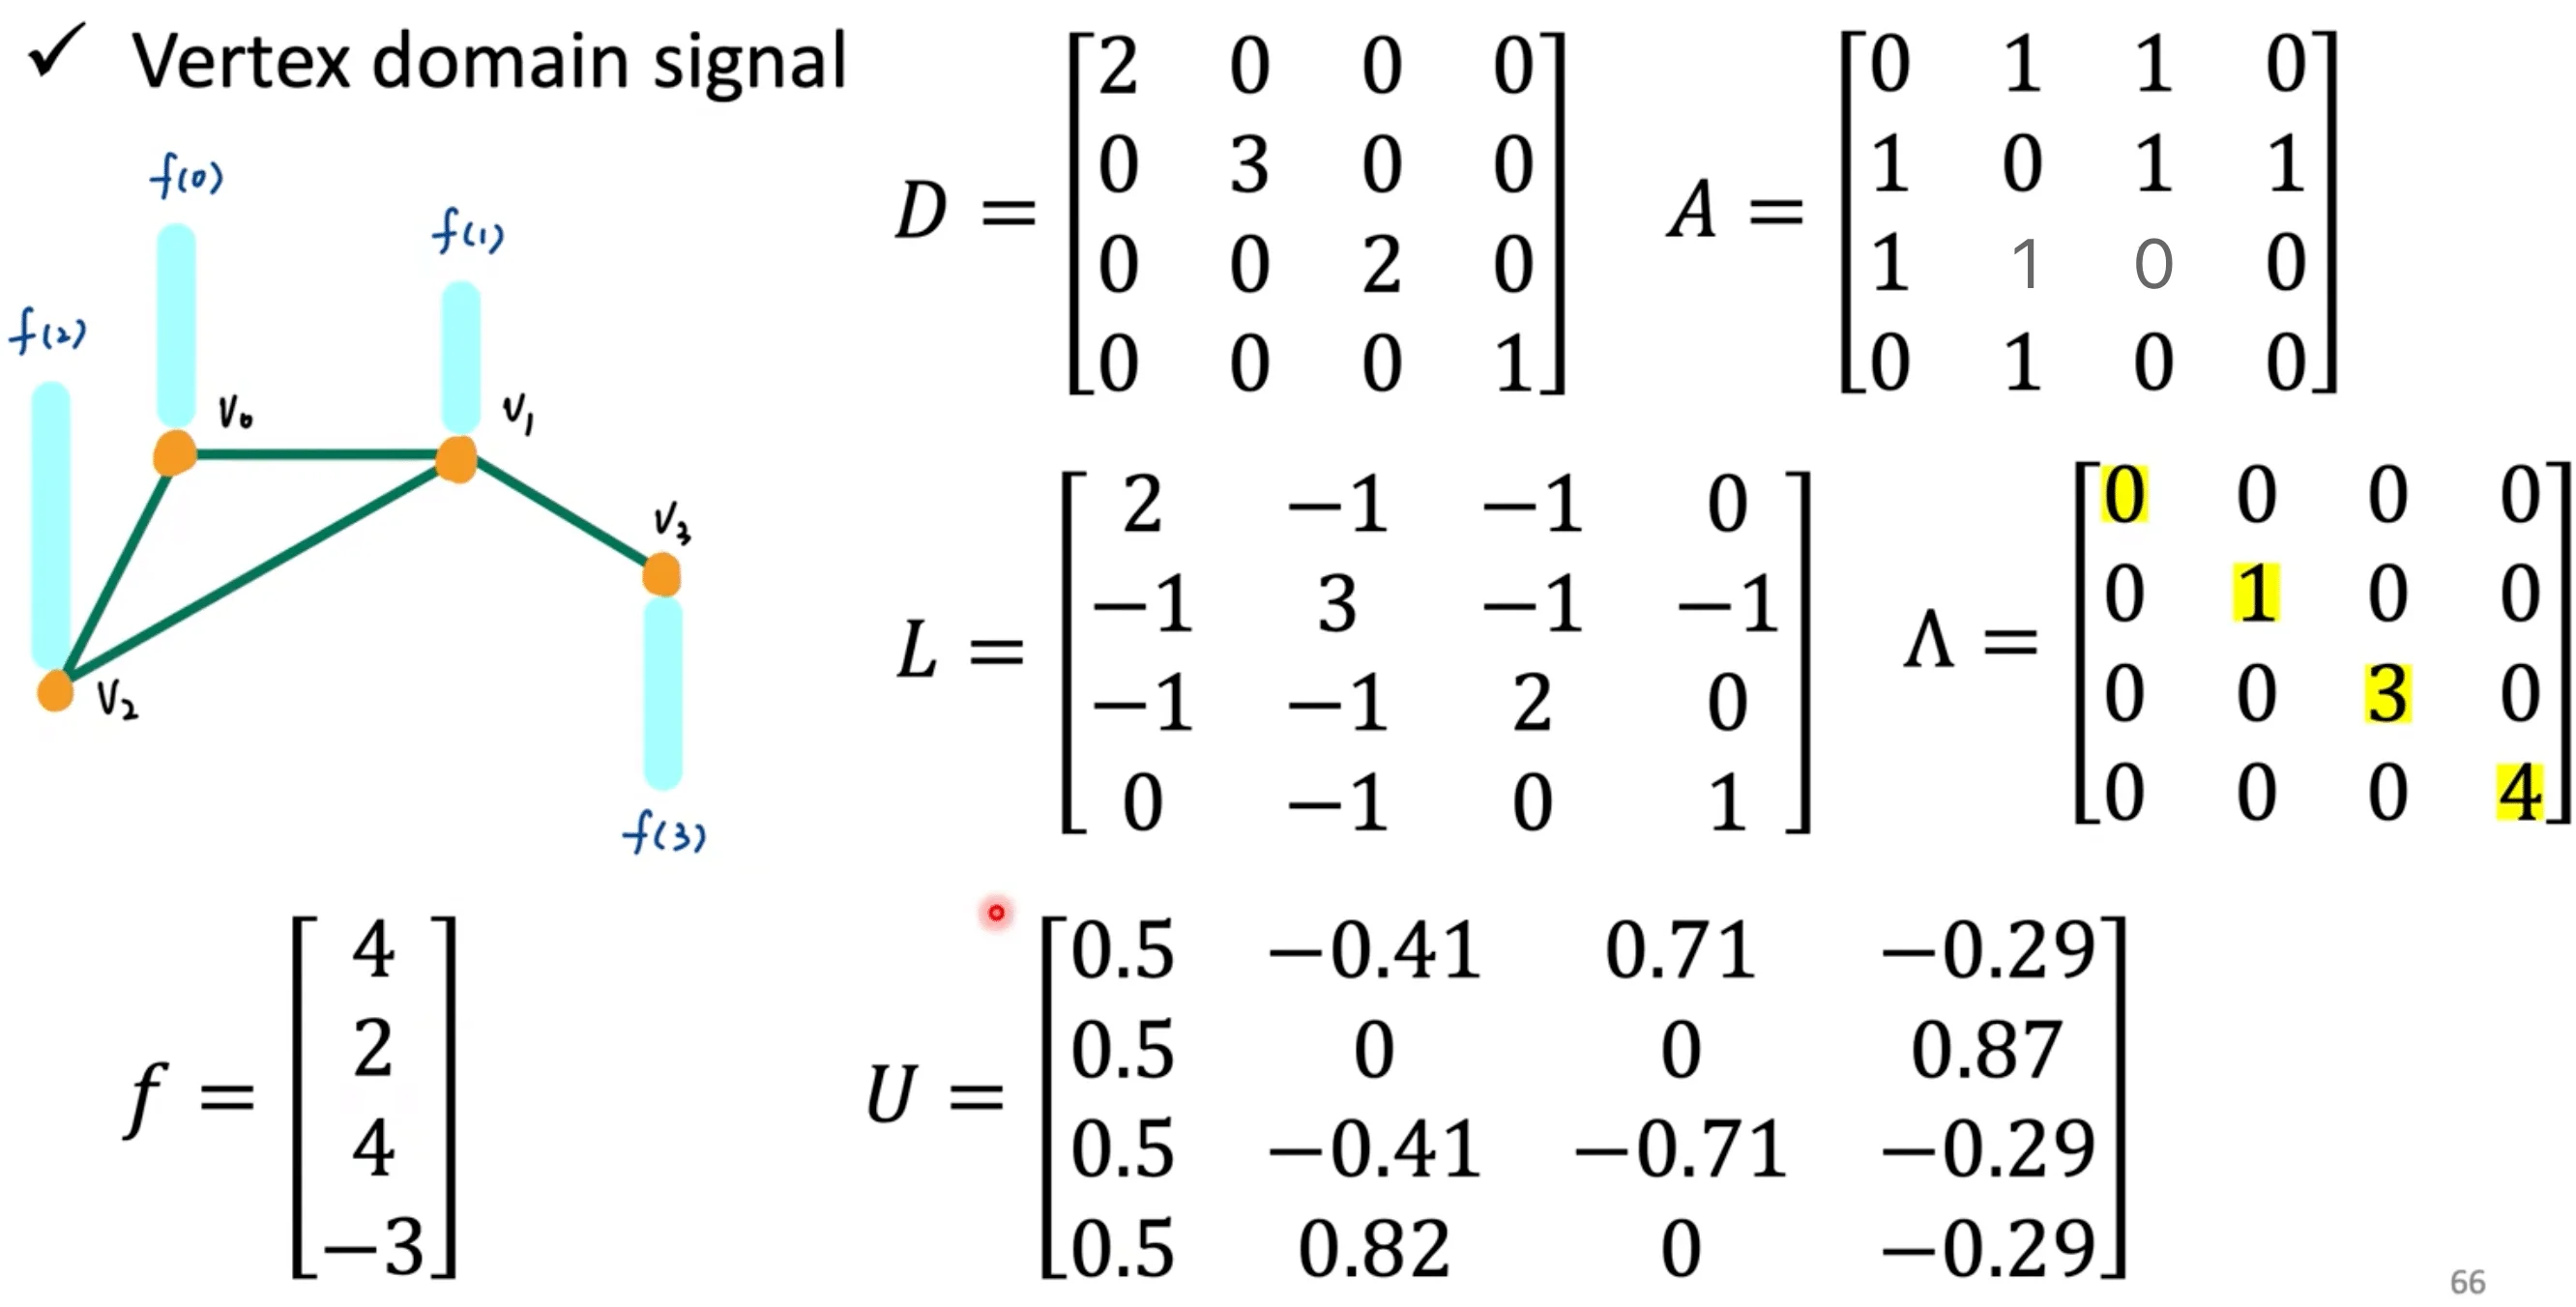 ✓ Vertex domain signal
f(0)
f(1)
f(2)
V₀
V₁
V₂
V₃
f(3)
D =
2 0 0 0
0 3 0 0
0 0 2 0
0 0 0 1
A =
0 1 1 0
1 0 1 1
1 1 0 0
0 1 0 0
L =
2 −1 −1 0
−1 3 −1 −1
−1 −1 2 0
0 −1 0 1
Λ =
0 0 0 0
0 1 0 0
0 0 3 0
0 0 0 4
f =
4
2
4
−3
U =
0.5 −0.41 0.71 −0.29
0.5 0 0 0.87
0.5 −0.41 −0.71 −0.29
0.5 0.82 0 −0.29
66